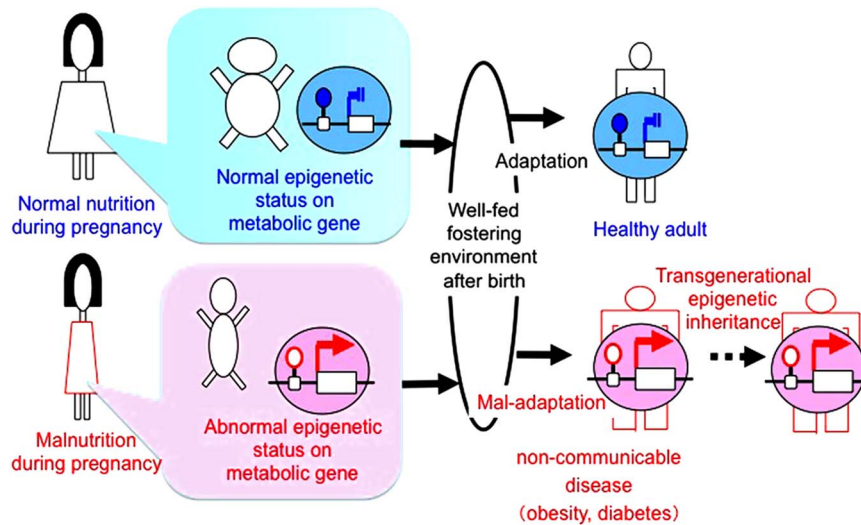 Normal nutrition
during pregnancy
Normal epigenetic
status on
metabolic gene
Well-fed
fostering
environment
after birth
Adaptation
Healthy adult
Malnutrition
during pregnancy
Abnormal epigenetic
status on
metabolic gene
Mal-adaptation
non-communicable
disease
(obesity, diabetes)
Transgenerational
epigenetic
inheritance